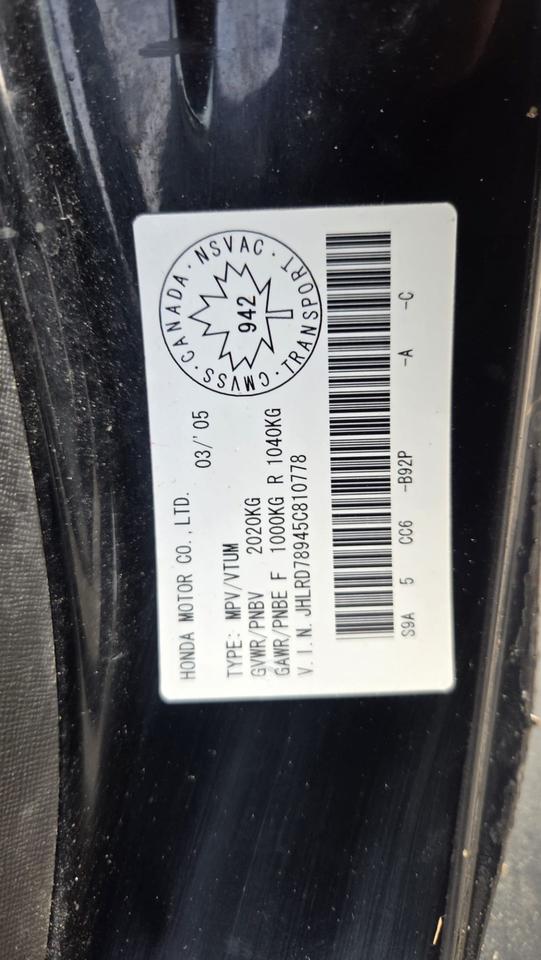 HONDA MOTOR CO., LTD.
03/'05
TYPE: MPV/VTUM
GVWR/PNBV 2020KG
GAWR/PNBE F 1000KG R 1040KG
V.I.N. JHLRD78945C810778
S9A 5 CC6 -B92P -A -C
CANADA · NSVAC · TRANSPORT · CMVSS ·
942